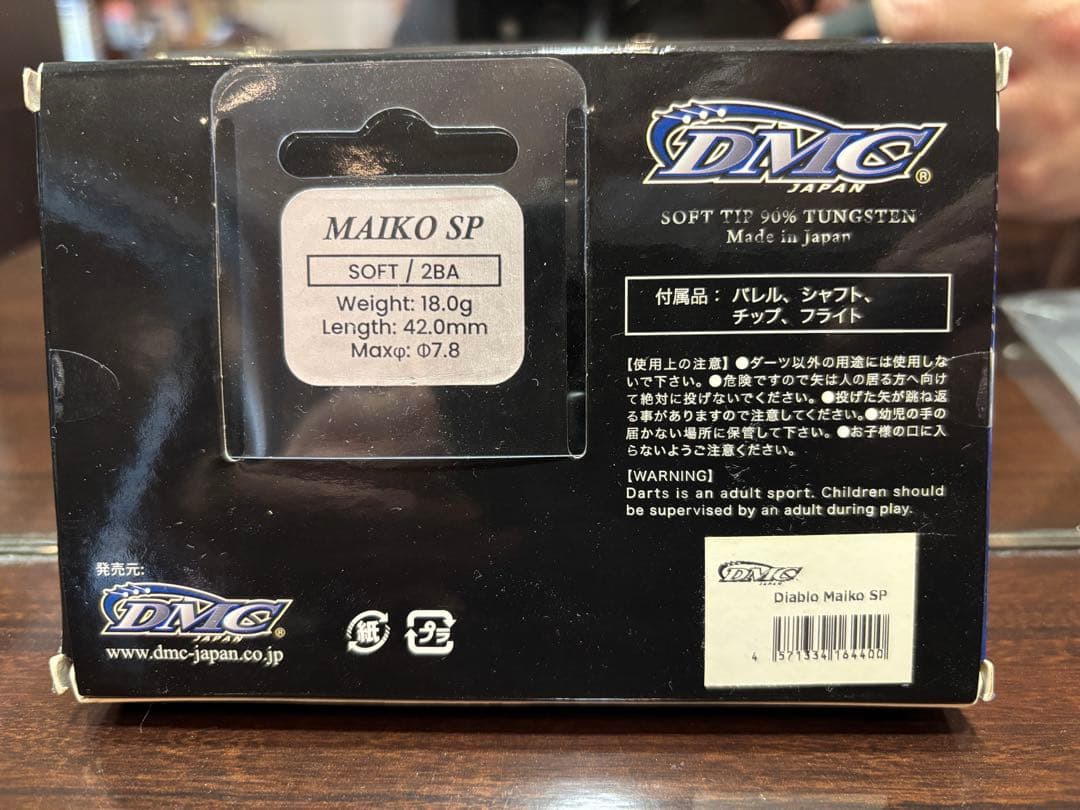 MAIKO SP
SOFT / 2BA
Weight: 18.0g
Length: 42.0mm
Maxφ: Φ7.8
DMC
JAPAN
®
SOFT TIP 90% TUNGSTEN
Made in Japan
付属品： バレル、シャフト、
チップ、フライト
【使用上の注意】●ダーツ以外の用途には使用しな
いで下さい。●危険ですので矢は人の居る方へ向け
て絶対に投げないでください。●投げた矢が跳ね返
る事がありますので注意してください。●幼児の手の
届かない場所に保管して下さい。●お子様の口に入
らないようご注意ください。
【WARNING】
Darts is an adult sport. Children should
be supervised by an adult during play.
発売元:
DMC
JAPAN
®
www.dmc-japan.co.jp
紙
プラ
DMC
JAPAN
Diablo Maiko SP
4 571334 164400